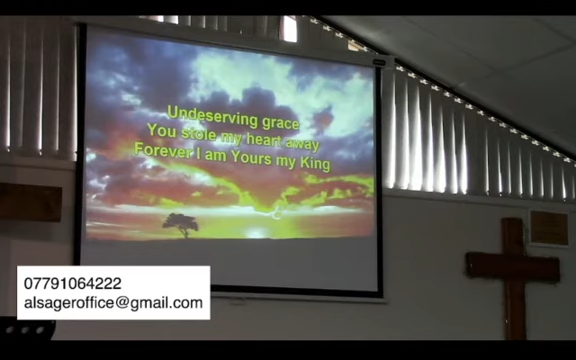 Undeserving grace
You stole my heart away
Forever I am Yours my King
07791064222
alsageroffice@gmail.com